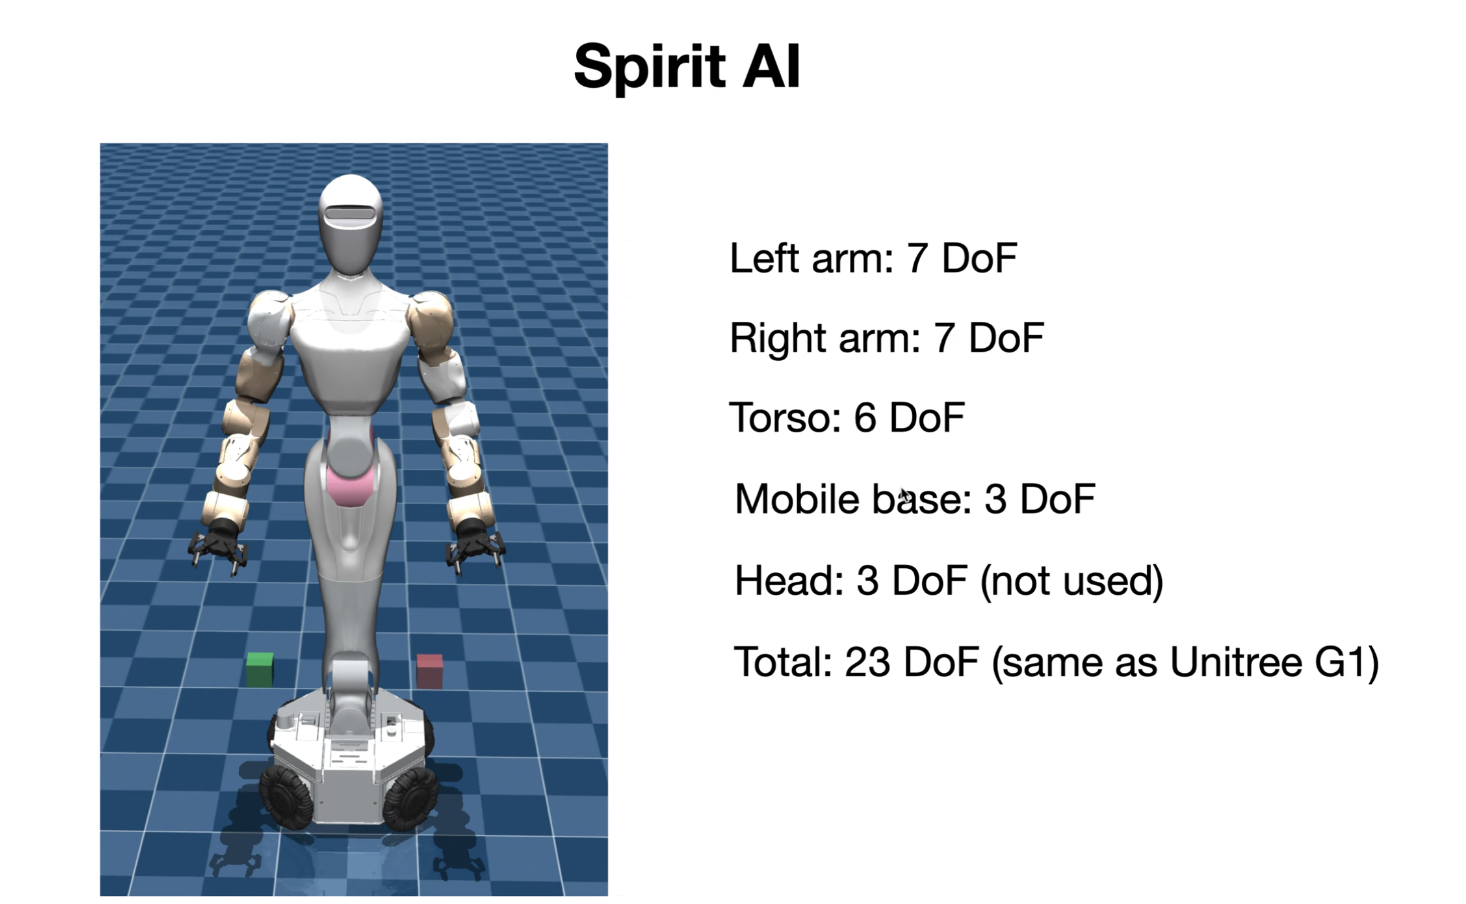 Spirit AI
Left arm: 7 DoF
Right arm: 7 DoF
Torso: 6 DoF
Mobile base: 3 DoF
Head: 3 DoF (not used)
Total: 23 DoF (same as Unitree G1)